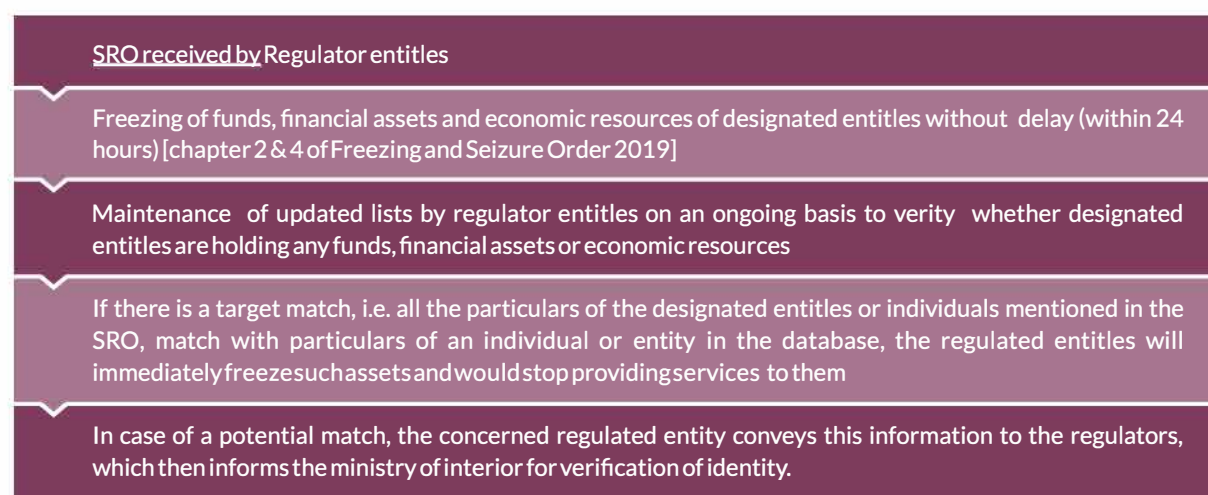 SRO received by Regulator entitles
Freezing of funds, financial assets and economic resources of designated entitles without delay (within 24
hours) [chapter 2 & 4 of Freezing and Seizure Order 2019]
Maintenance of updated lists by regulator entitles on an ongoing basis to verity whether designated
entitles are holding any funds, financial assets or economic resources
If there is a target match, i.e. all the particulars of the designated entitles or individuals mentioned in the
SRO, match with particulars of an individual or entity in the database, the regulated entitles will
immediately freeze such assets and would stop providing services to them
In case of a potential match, the concerned regulated entity conveys this information to the regulators,
which then informs the ministry of interior for verification of identity.